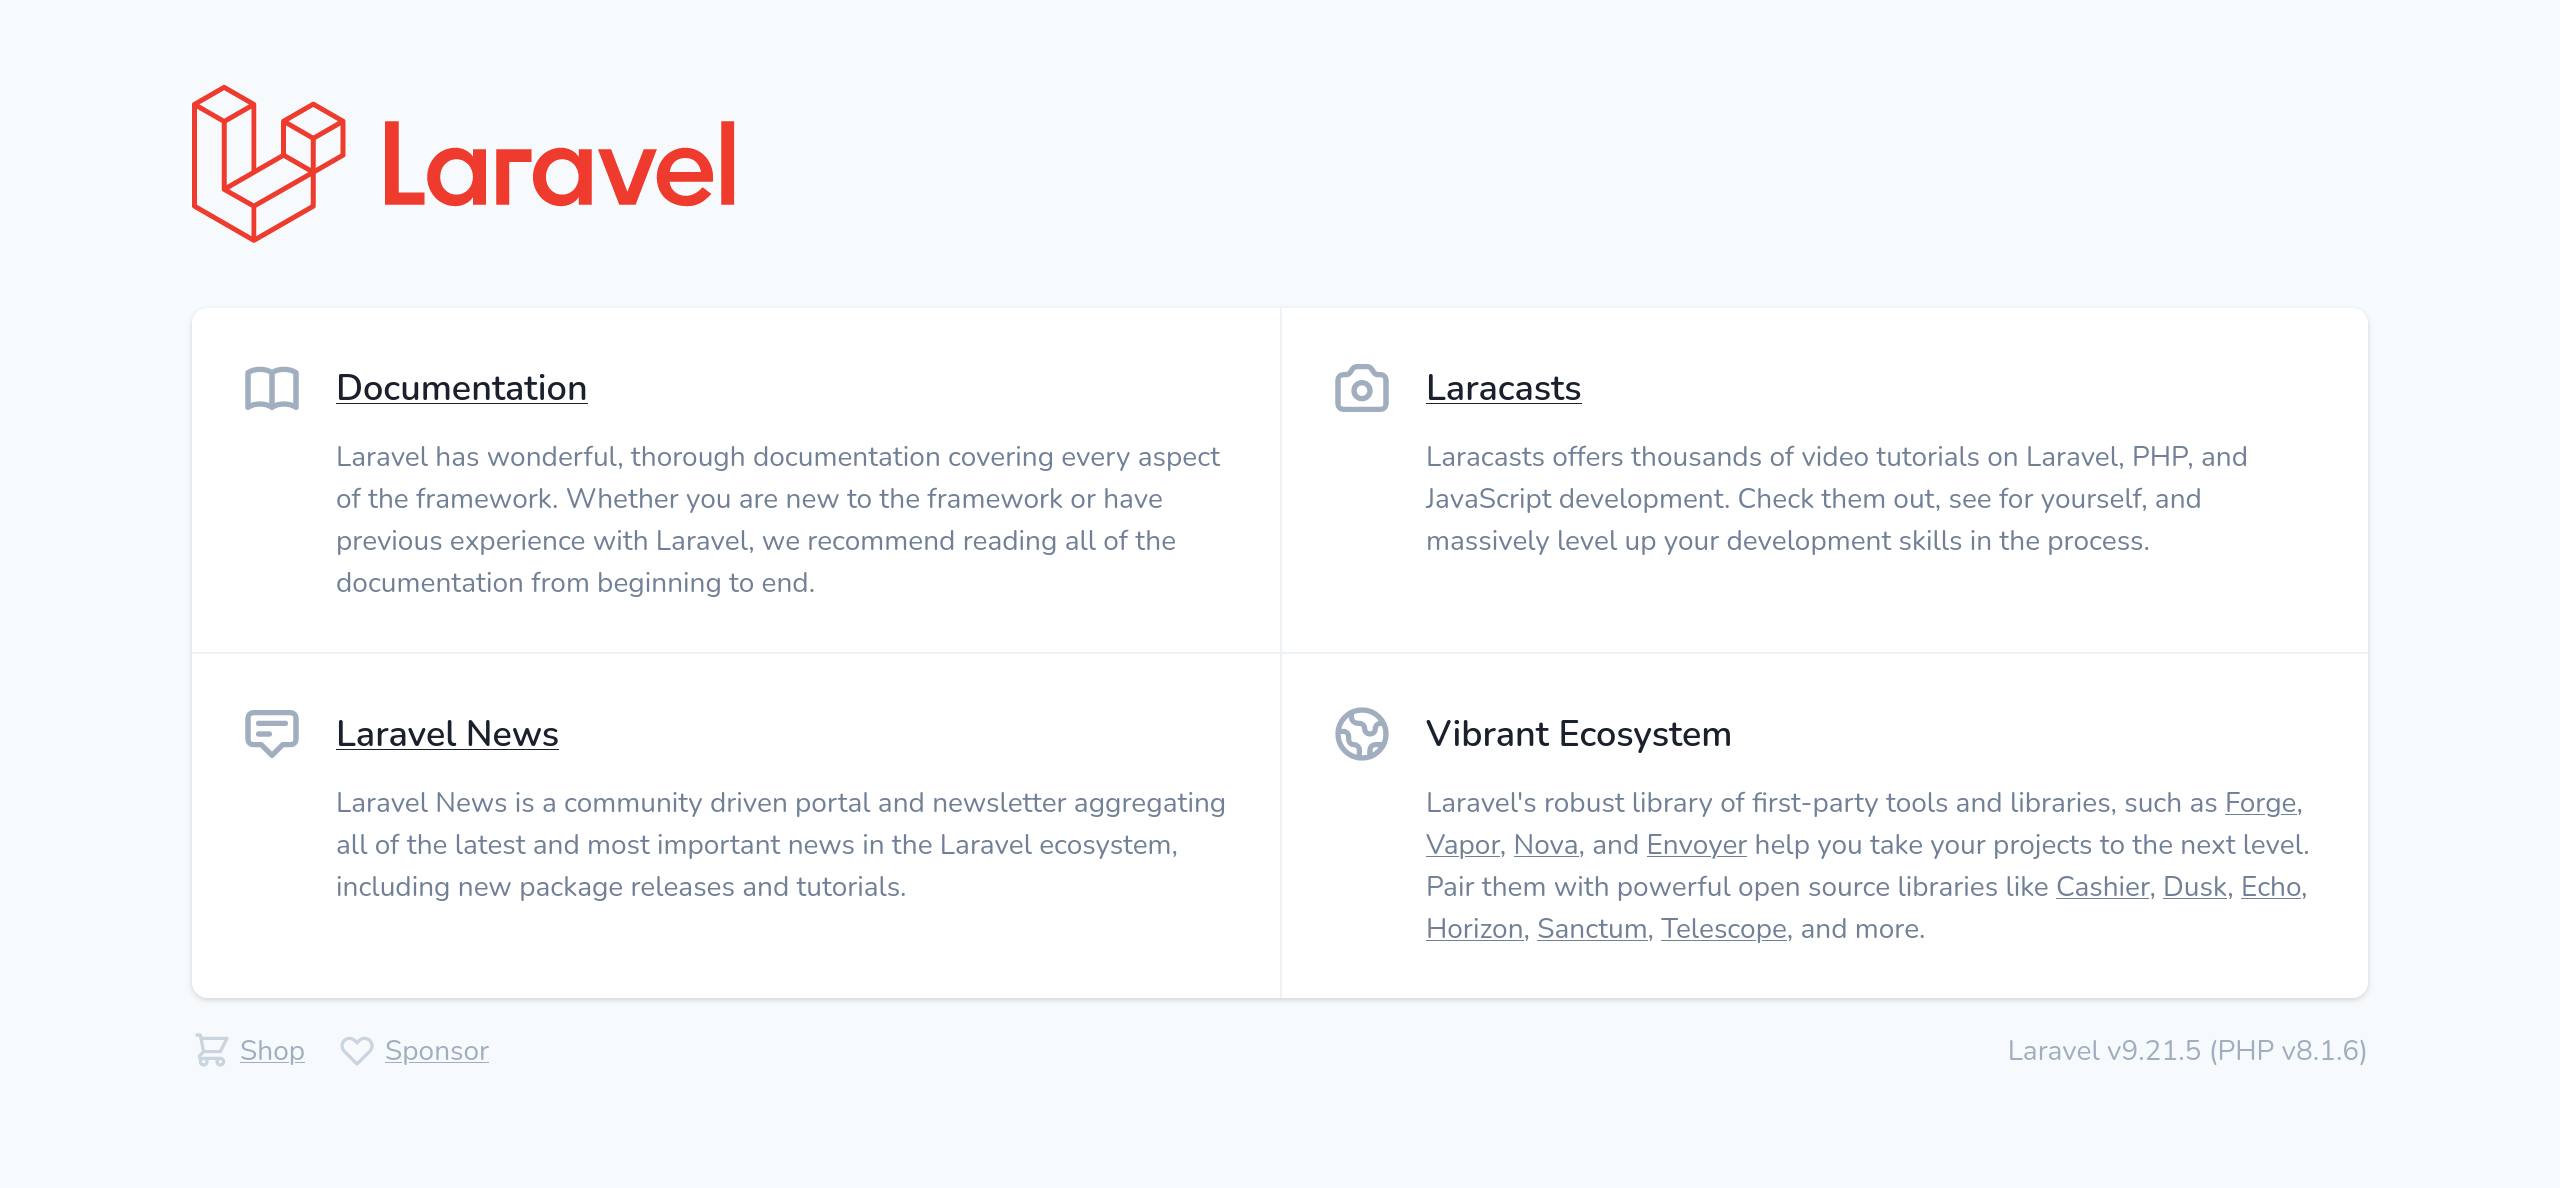 Laravel
Documentation
Laravel has wonderful, thorough documentation covering every aspect
of the framework. Whether you are new to the framework or have
previous experience with Laravel, we recommend reading all of the
documentation from beginning to end.
Laracasts
Laracasts offers thousands of video tutorials on Laravel, PHP, and
JavaScript development. Check them out, see for yourself, and
massively level up your development skills in the process.
Laravel News
Laravel News is a community driven portal and newsletter aggregating
all of the latest and most important news in the Laravel ecosystem,
including new package releases and tutorials.
Vibrant Ecosystem
Laravel's robust library of first-party tools and libraries, such as Forge,
Vapor, Nova, and Envoyer help you take your projects to the next level.
Pair them with powerful open source libraries like Cashier, Dusk, Echo,
Horizon, Sanctum, Telescope, and more.
Shop Sponsor
Laravel v9.21.5 (PHP v8.1.6)